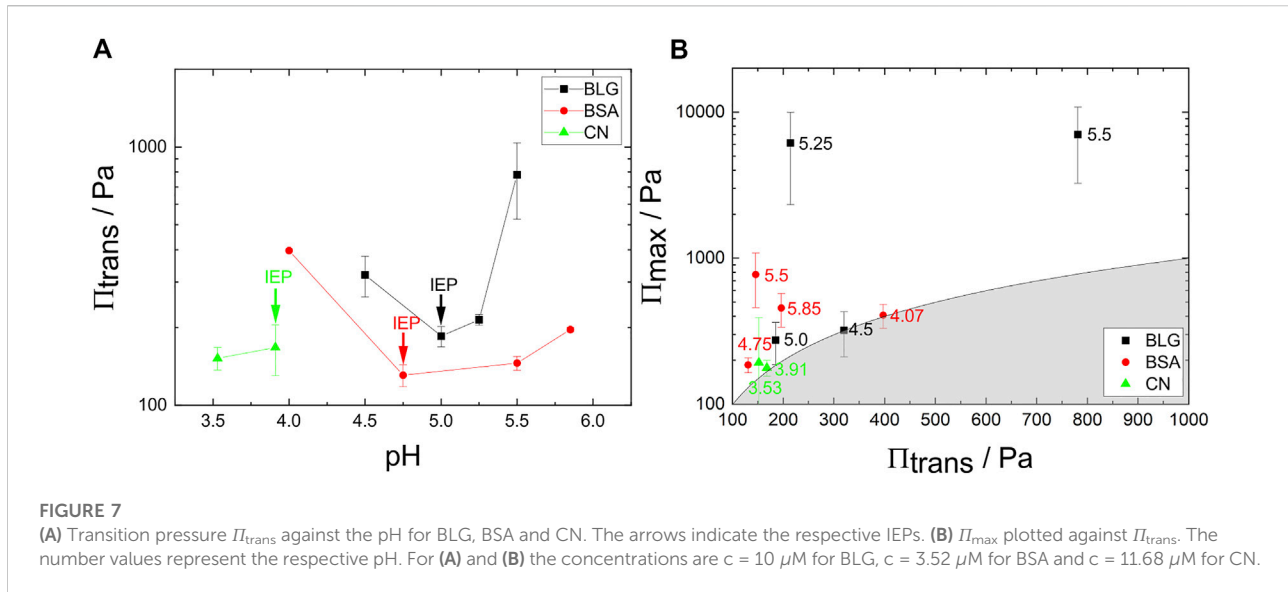 A
Πtrans / Pa
1000
100
IEP
IEP
IEP
BLG
BSA
CN
3.5
4.0
4.5
5.0
5.5
6.0
pH
B
Πmax / Pa
10000
1000
100
5.25
5.5
5.5
5.85
4.07
4.75
5.0
4.5
3.91
3.53
BLG
BSA
CN
100
200
300
400
500
600
700
800
900
1000
Πtrans / Pa
FIGURE 7
(A) Transition pressure Πtrans against the pH for BLG, BSA and CN. The arrows indicate the respective IEPs. (B) Πmax plotted against Πtrans. The
number values represent the respective pH. For (A) and (B) the concentrations are c = 10 µM for BLG, c = 3.52 µM for BSA and c = 11.68 µM for CN.